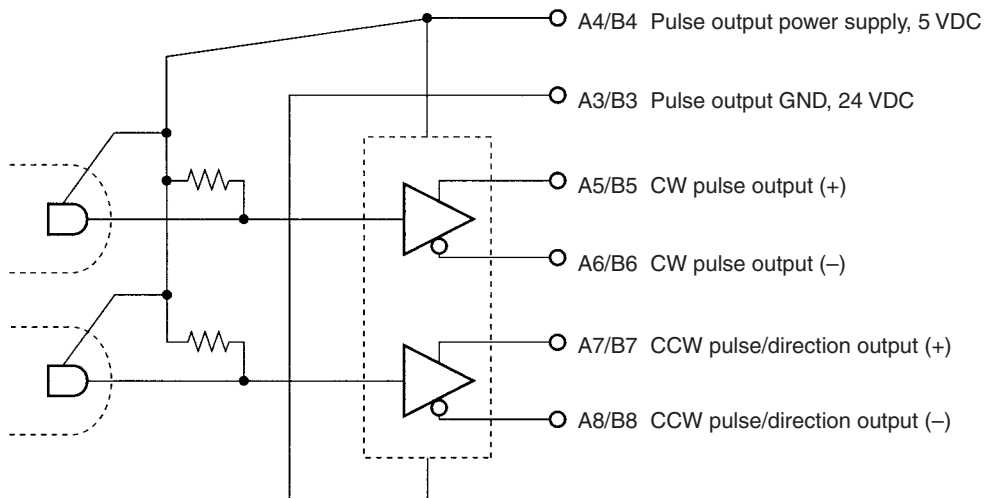 A4/B4 Pulse output power supply, 5 VDC
A3/B3 Pulse output GND, 24 VDC
A5/B5 CW pulse output (+)
A6/B6 CW pulse output (–)
A7/B7 CCW pulse/direction output (+)
A8/B8 CCW pulse/direction output (–)